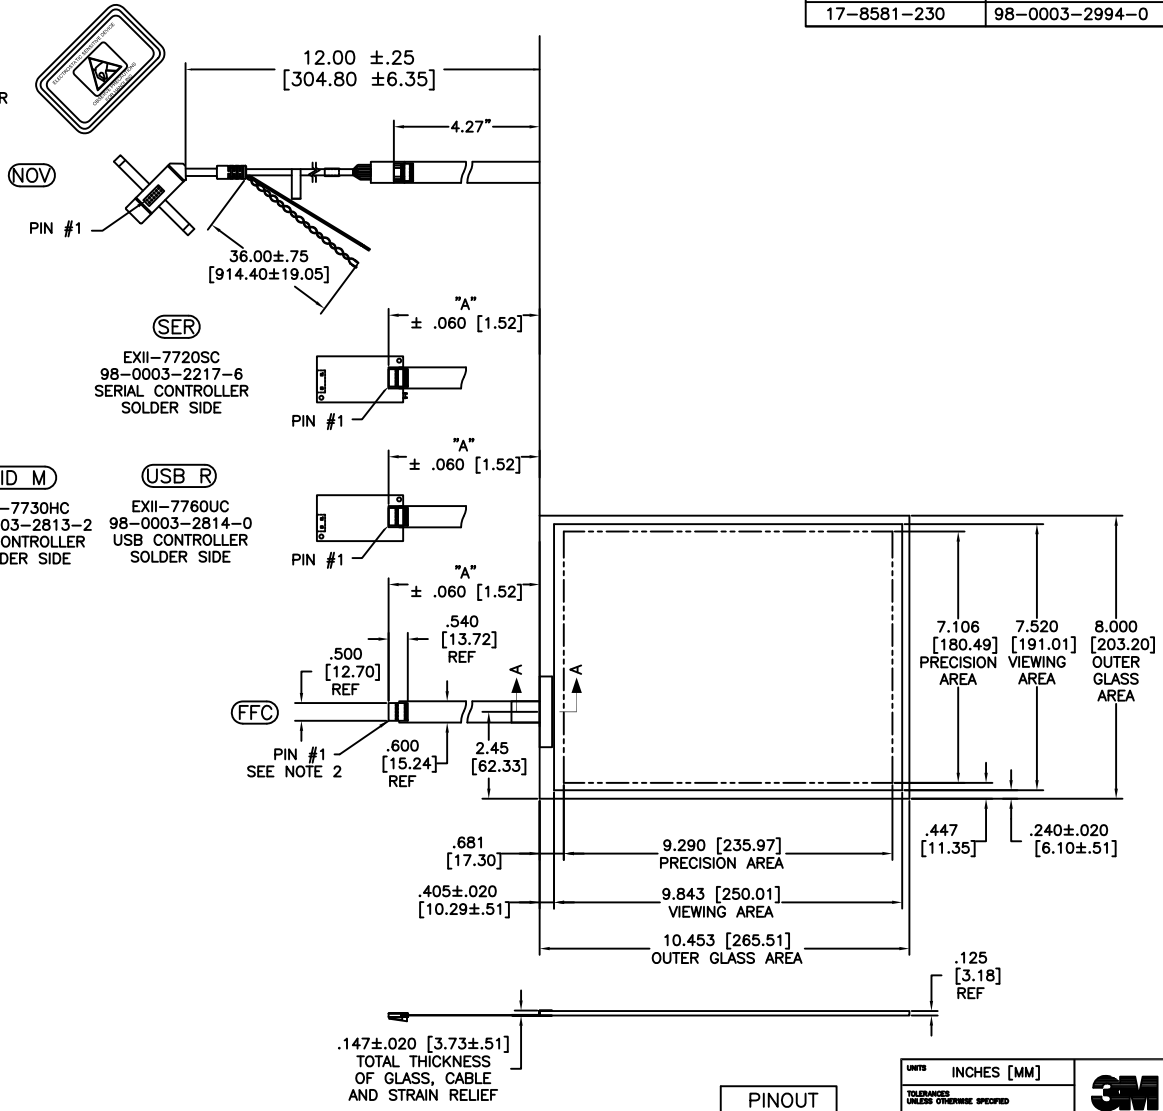 17-8581-230 98-0003-2994-0
ELECTROSTATIC SENSITIVE DEVICE
R
12.00 ±.25
[304.80 ±6.35]
4.27"
NOV
PIN #1
36.00±.75
[914.40±19.05]
"A"
± .060 [1.52]
SER
EXII-7720SC
98-0003-2217-6
SERIAL CONTROLLER
SOLDER SIDE
PIN #1
"A"
± .060 [1.52]
ID M
-7730HC
03-2813-2
ONTROLLER
DER SIDE
USB R
EXII-7760UC
98-0003-2814-0
USB CONTROLLER
SOLDER SIDE
PIN #1
"A"
± .060 [1.52]
.540
[13.72]
REF
.500
[12.70]
REF
A
A
7.106
[180.49]
PRECISION
AREA
7.520
[191.01]
VIEWING
AREA
8.000
[203.20]
OUTER
GLASS
AREA
FFC
PIN #1
SEE NOTE 2
.600
[15.24]
REF
2.45
[62.33]
.447
[11.35]
.240±.020
[6.10±.51]
.681
[17.30]
9.290 [235.97]
PRECISION AREA
.405±.020
[10.29±.51]
9.843 [250.01]
VIEWING AREA
10.453 [265.51]
OUTER GLASS AREA
.125
[3.18]
REF
.147±.020 [3.73±.51]
TOTAL THICKNESS
OF GLASS, CABLE
AND STRAIN RELIEF
PINOUT
UNITS INCHES [MM]
TOLERANCES
UNLESS OTHERWISE SPECIFIED
3M